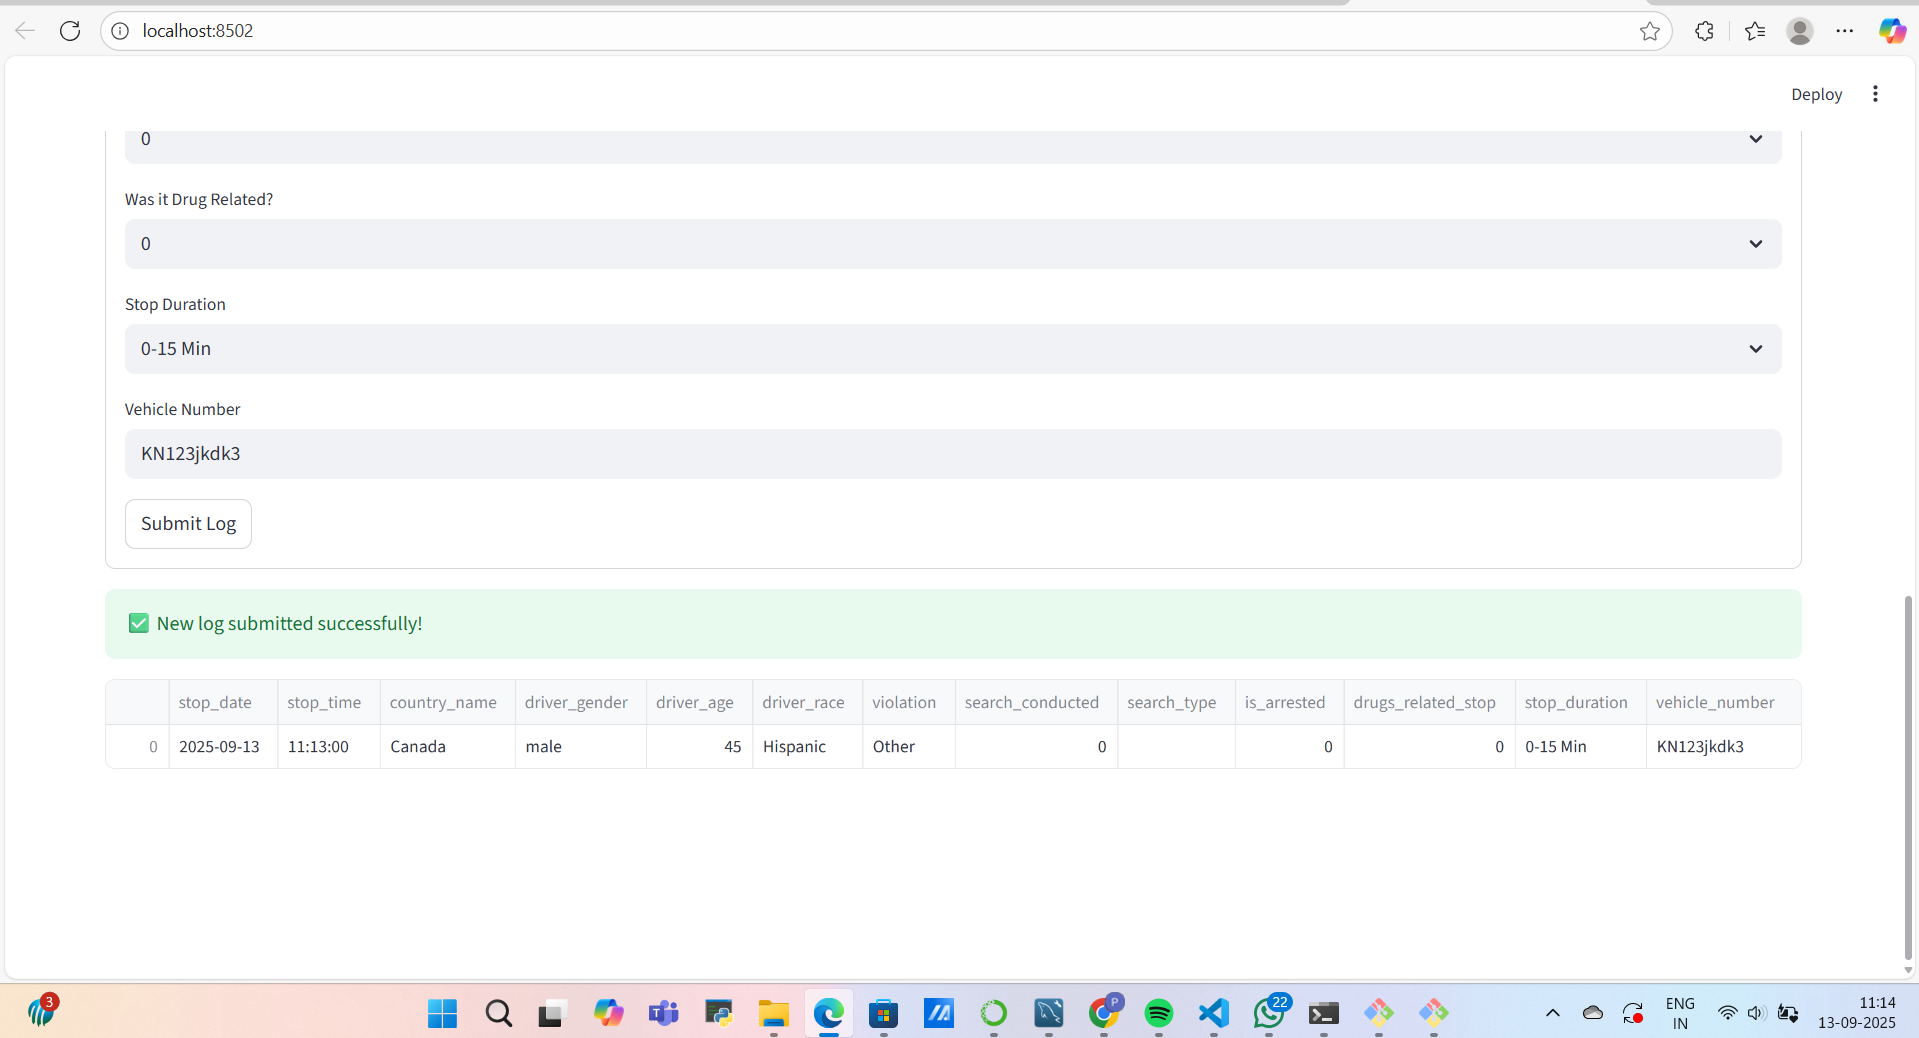 localhost:8502
Deploy
0
Was it Drug Related?
0
Stop Duration
0-15 Min
Vehicle Number
KN123jkdk3
Submit Log
✅ New log submitted successfully!
stop_date stop_time country_name driver_gender driver_age driver_race violation search_conducted search_type is_arrested drugs_related_stop stop_duration vehicle_number
0 2025-09-13 11:13:00 Canada male 45 Hispanic Other 0 0 0 0-15 Min KN123jkdk3
3
T
P
22
ENG
IN
11:14
13-09-2025